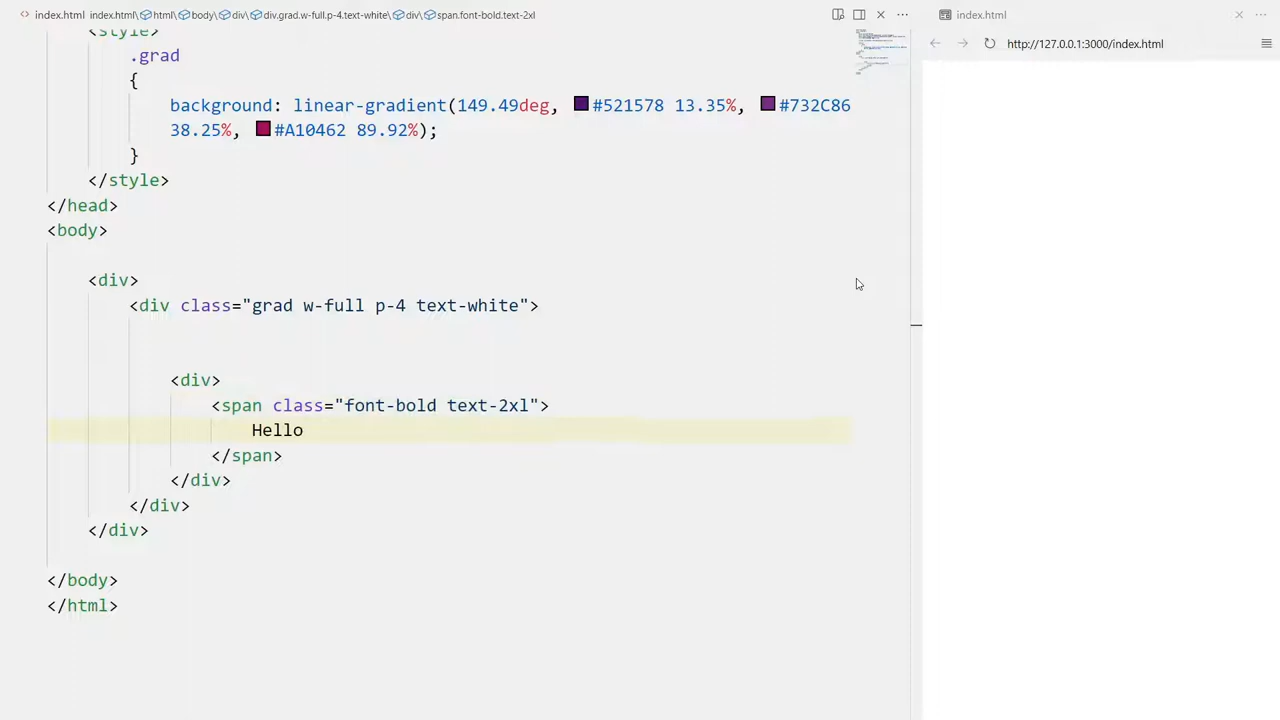 index.html index.html\html\body\div\div.grad.w-full.p-4.text-white\div\span.font-bold.text-2xl
index.html
http://127.0.0.1:3000/index.html
<style>
.grad
{
background: linear-gradient(149.49deg, #521578 13.35%, #732C86
38.25%, #A10462 89.92%);
}
</style>
</head>
<body>
<div>
<div class="grad w-full p-4 text-white">
<div>
<span class="font-bold text-2xl">
Hello
</span>
</div>
</div>
</div>
</body>
</html>